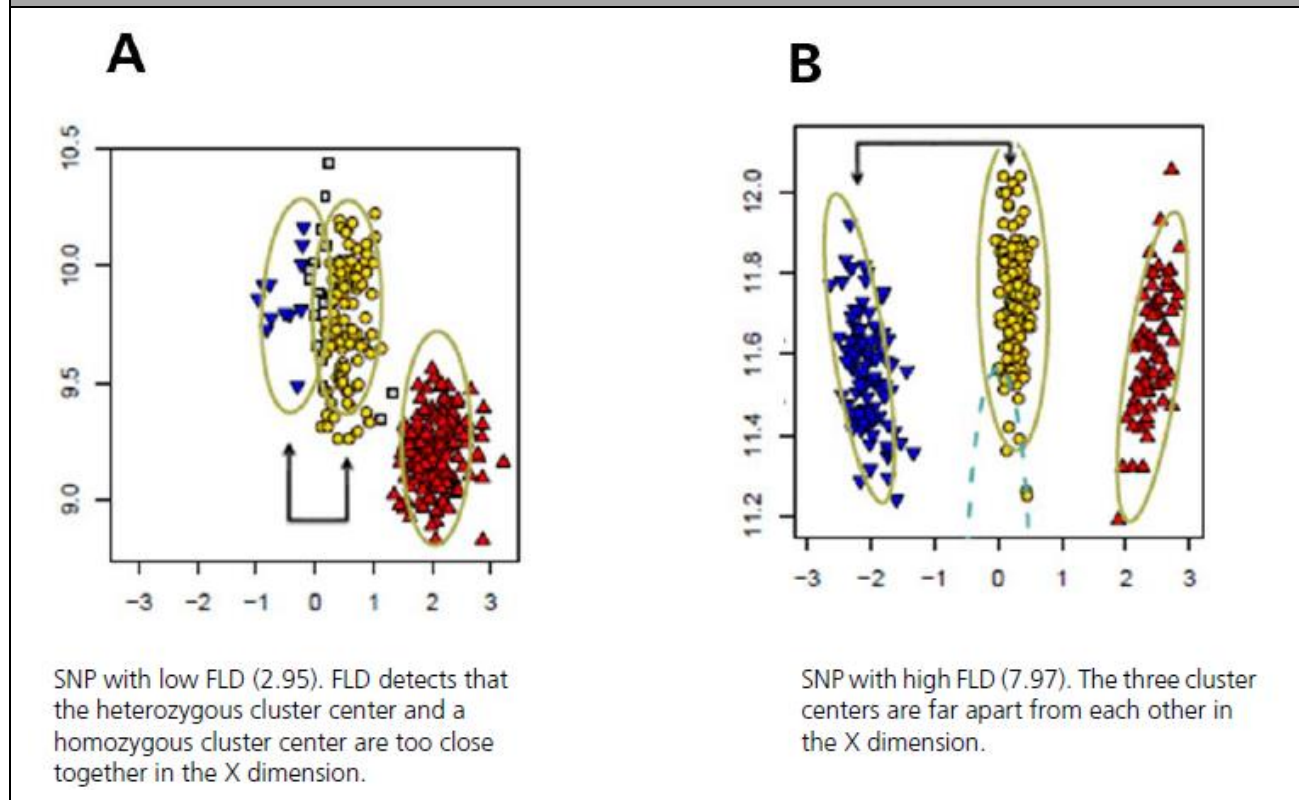 A
B
10.5
10.0
9.5
9.0
−3 −2 −1 0 1 2 3
12.0
11.8
11.6
11.4
11.2
−3 −2 −1 0 1 2 3
SNP with low FLD (2.95). FLD detects that
the heterozygous cluster center and a
homozygous cluster center are too close
together in the X dimension.
SNP with high FLD (7.97). The three cluster
centers are far apart from each other in
the X dimension.